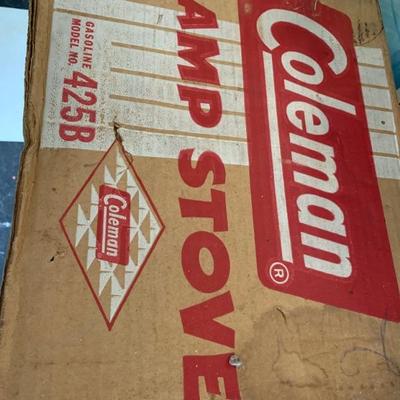 Coleman®
AMP STOVE
GASOLINE
MODEL NO. 425B
Coleman